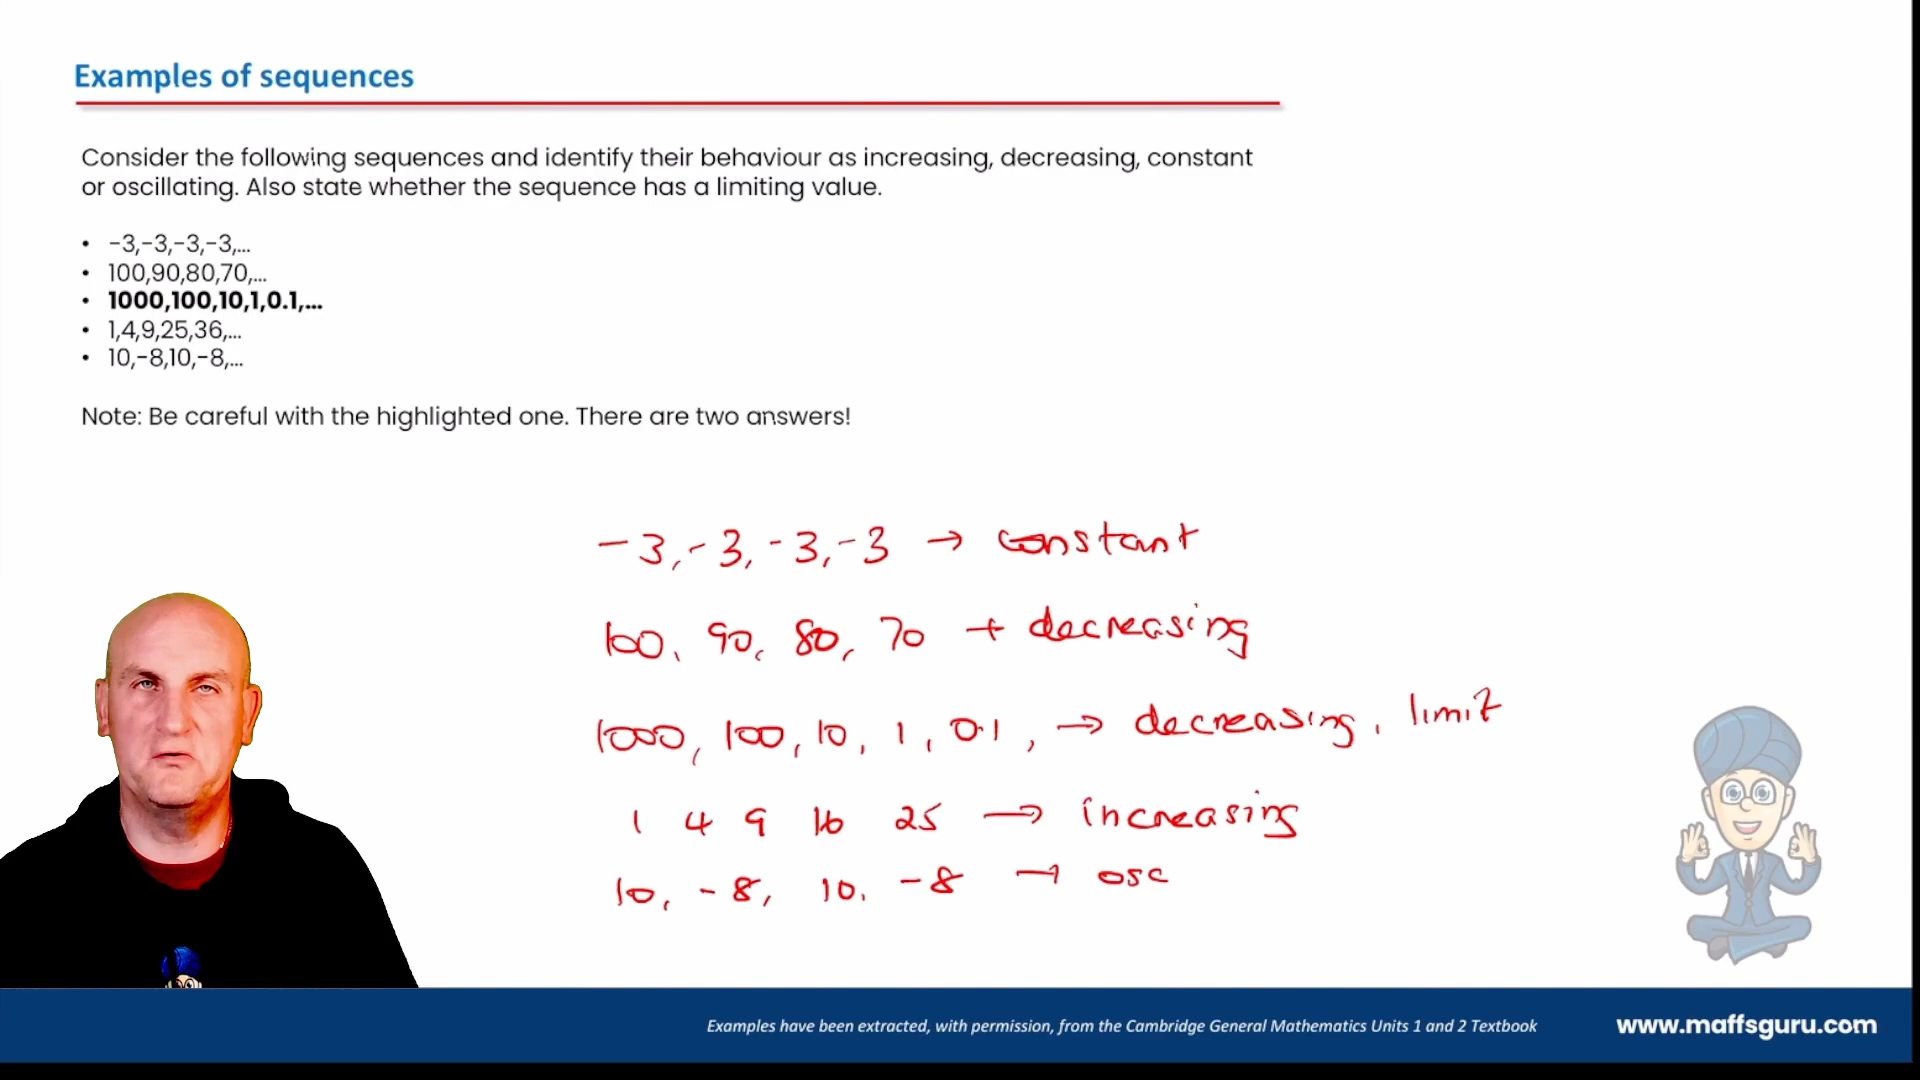 Examples of sequences
Consider the following sequences and identify their behaviour as increasing, decreasing, constant
or oscillating. Also state whether the sequence has a limiting value.
• -3,-3,-3,-3,...
• 100,90,80,70,...
• 1000,100,10,1,0.1,...
• 1,4,9,25,36,...
• 10,-8,10,-8,...
Note: Be careful with the highlighted one. There are two answers!
-3, -3, -3, -3 → constant
100, 90, 80, 70 → decreasing
1000, 100, 10, 1, 0.1, → decreasing, limit
1 4 9 16 25 → increasing
10, -8, 10, -8 → osc
Examples have been extracted, with permission, from the Cambridge General Mathematics Units 1 and 2 Textbook
www.maffsguru.com